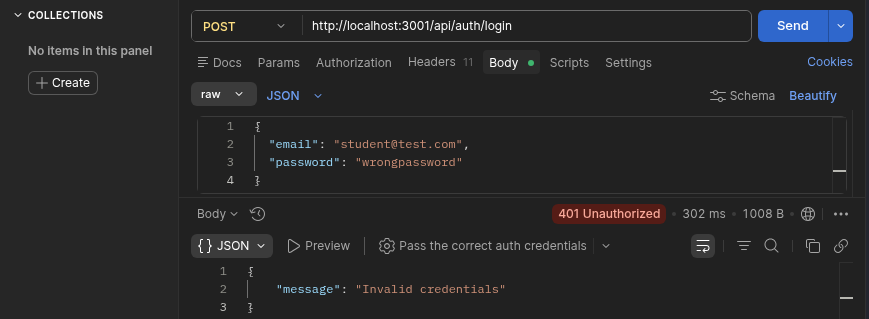 COLLECTIONS
No items in this panel
Create
POST
http://localhost:3001/api/auth/login
Send
Docs Params Authorization Headers 11 Body Scripts Settings Cookies
raw JSON Schema Beautify
1 {
2 "email": "student@test.com",
3 "password": "wrongpassword"
4 }
Body 401 Unauthorized • 302 ms • 1008 B •
{} JSON Preview Pass the correct auth credentials
1 {
2 "message": "Invalid credentials"
3 }